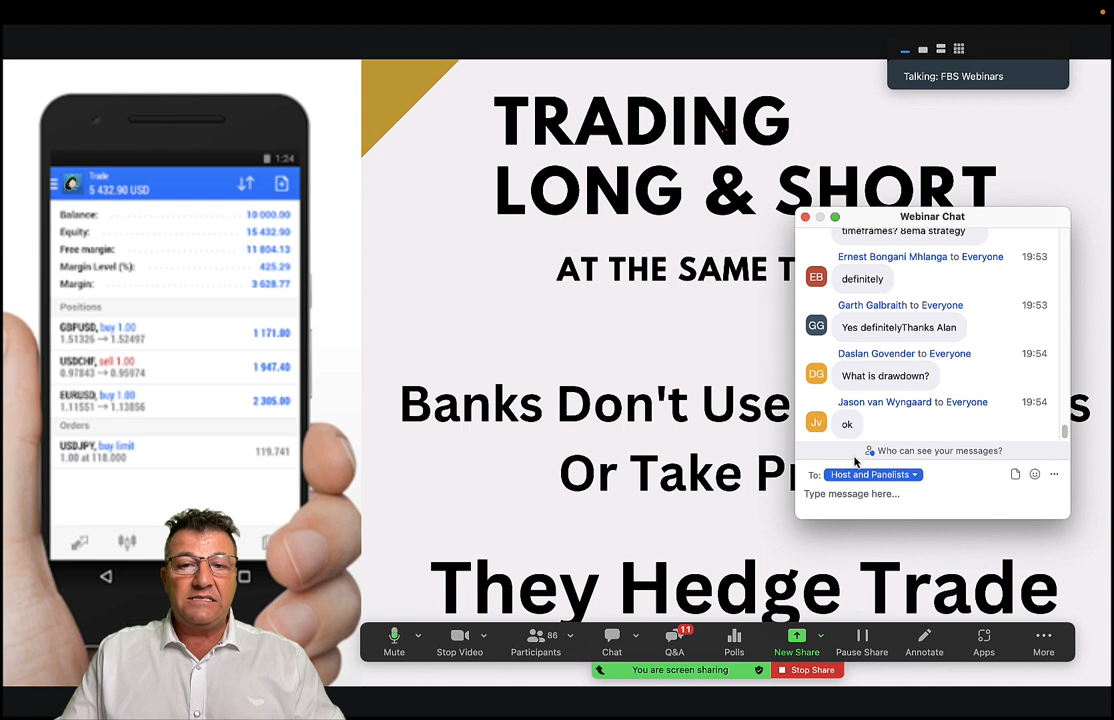 Talking: FBS Webinars
1:24
Trade
5 432.90 USD
Balance: 10 000.00
Equity: 15 432.90
Free margin: 11 804.13
Margin Level (%): 425.29
Margin: 3 628.77
Positions
GBPUSD, buy 1.00
1.51326 → 1.52497
1 171.00
USDCHF, sell 1.00
0.97843 → 0.95974
1 947.40
EURUSD, buy 1.00
1.11551 → 1.13856
2 305.00
Orders
USDJPY, buy limit
1.00 at 118.000
119.741
TRADING
LONG & SHORT
AT THE SAME T
Banks Don't Use
s
Or Take Pr
They Hedge Trade
Webinar Chat
timeframes? 8ema strategy
Ernest Bongani Mhlanga to Everyone 19:53
EB
definitely
Garth Galbraith to Everyone 19:53
GG
Yes definitelyThanks Alan
Daslan Govender to Everyone 19:54
DG
What is drawdown?
Jason van Wyngaard to Everyone 19:54
Jv
ok
Who can see your messages?
To: Host and Panelists
Type message here...
86
11
Mute
Stop Video
Participants
Chat
Q&A
Polls
New Share
Pause Share
Annotate
Apps
More
You are screen sharing
Stop Share